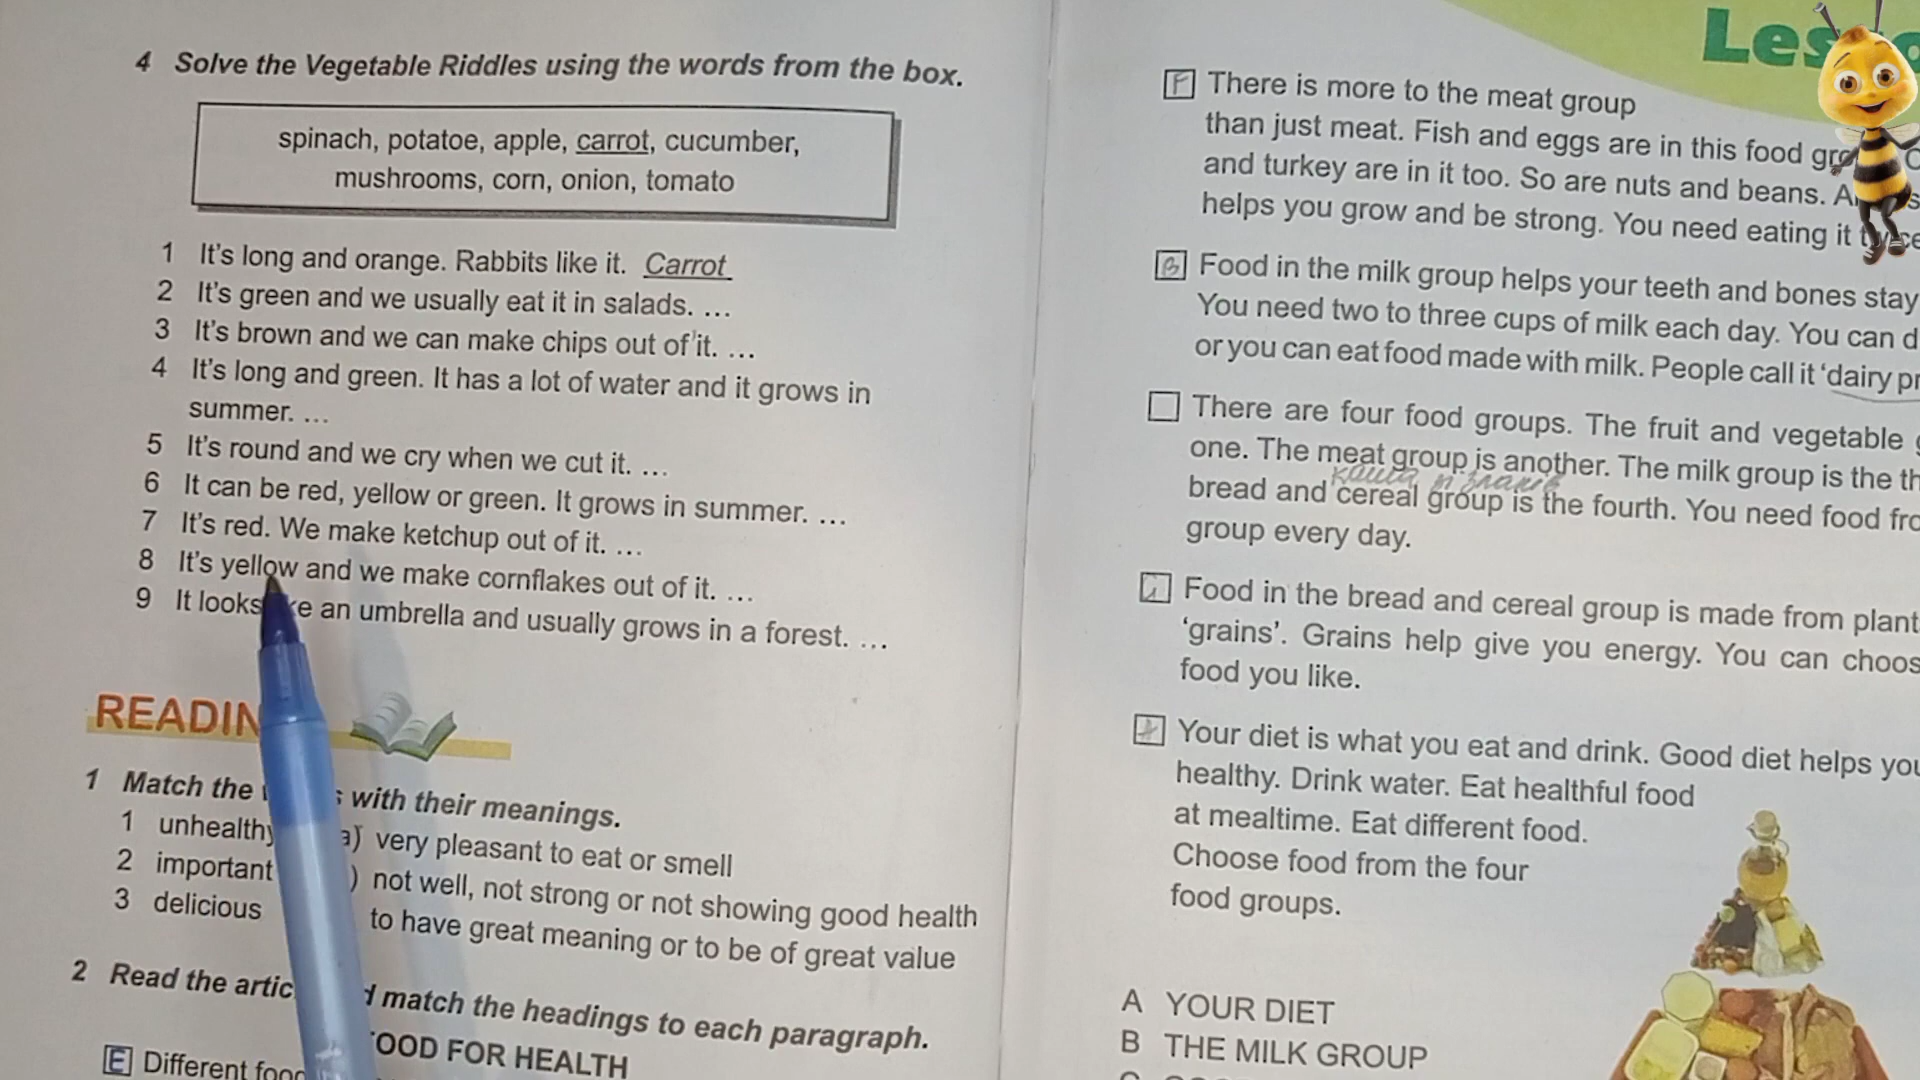 4 Solve the Vegetable Riddles using the words from the box.
spinach, potatoe, apple, carrot, cucumber,
mushrooms, corn, onion, tomato
1 It's long and orange. Rabbits like it. Carrot
2 It's green and we usually eat it in salads. ...
3 It's brown and we can make chips out of it. ...
4 It's long and green. It has a lot of water and it grows in
summer. ...
5 It's round and we cry when we cut it. ...
6 It can be red, yellow or green. It grows in summer. ...
7 It's red. We make ketchup out of it. ...
8 It's yellow and we make cornflakes out of it. ...
9 It looks an umbrella and usually grows in a forest. ...
READIN
1 Match the with their meanings.
1 unhealthy a) very pleasant to eat or smell
2 important ) not well, not strong or not showing good health
3 delicious to have great meaning or to be of great value
2 Read the match the headings to each paragraph.
OOD FOR HEALTH
E Different
Les
F There is more to the meat group
than just meat. Fish and eggs are in this food
and turkey are in it too. So are nuts and beans.
helps you grow and be strong. You need eating it
B Food in the milk group helps your teeth and bones stay
You need two to three cups of milk each day. You can
or you can eat food made with milk. People call it 'dairy
There are four food groups. The fruit and vegetable
one. The meat group is another. The milk group is the
каша
bread and cereal group is the fourth. You need food
group every day.
Food in the bread and cereal group is made from plant
'grains'. Grains help give you energy. You can
food you like.
A Your diet is what you eat and drink. Good diet helps you
healthy. Drink water. Eat healthful food
at mealtime. Eat different food.
Choose food from the four
food groups.
A YOUR DIET
B THE MILK GROUP